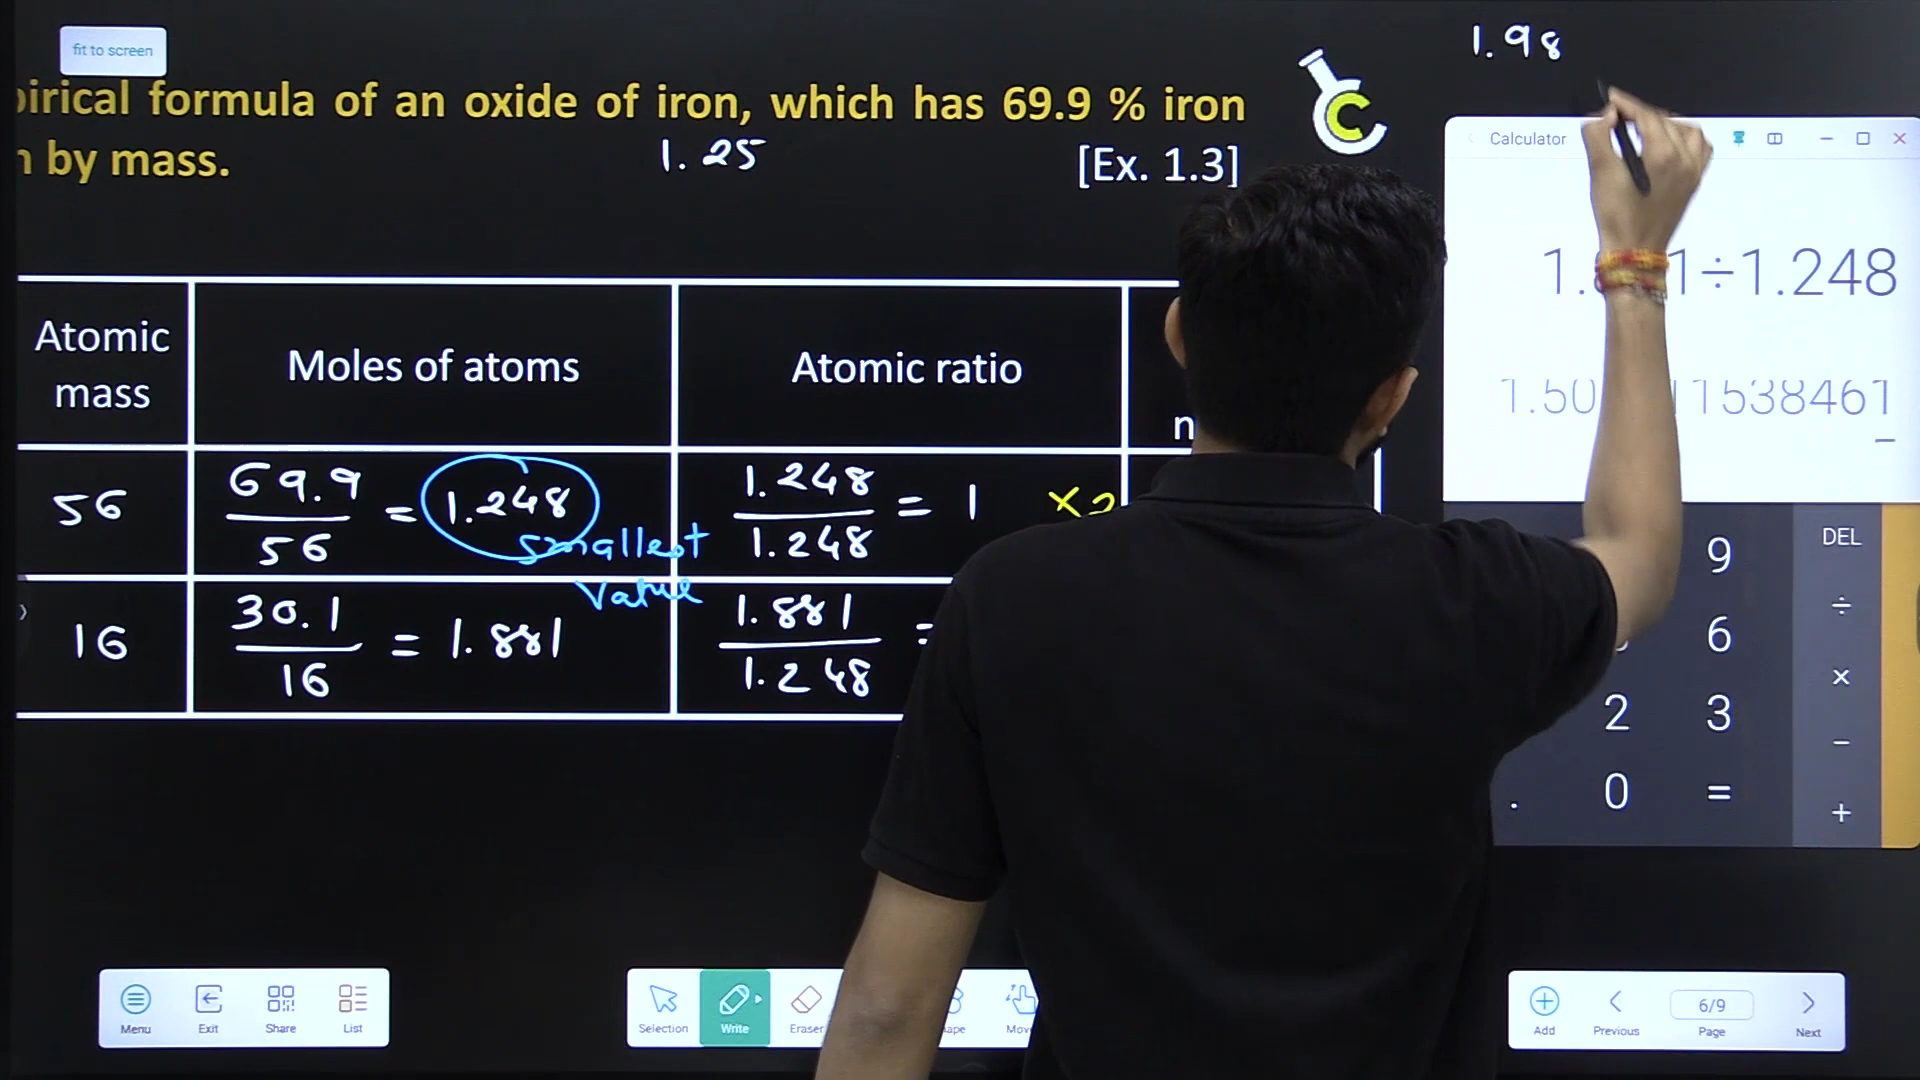 fit to screen
1.98
pirical formula of an oxide of iron, which has 69.9 % iron
n by mass.
1.25
[Ex. 1.3]
C
Calculator
1÷1.248
1.50
11538461
Atomic mass
Moles of atoms
Atomic ratio
56
69.9
56
= 1.248
smallest
value
1.248
1.248
= 1
×2
16
30.1
16
= 1.881
1.881
1.248
=
9
DEL
÷
6
×
2
3
−
.
0
=
+
Menu
Exit
Share
List
Selection
Write
Eraser
Add
Previous
6/9
Page
Next